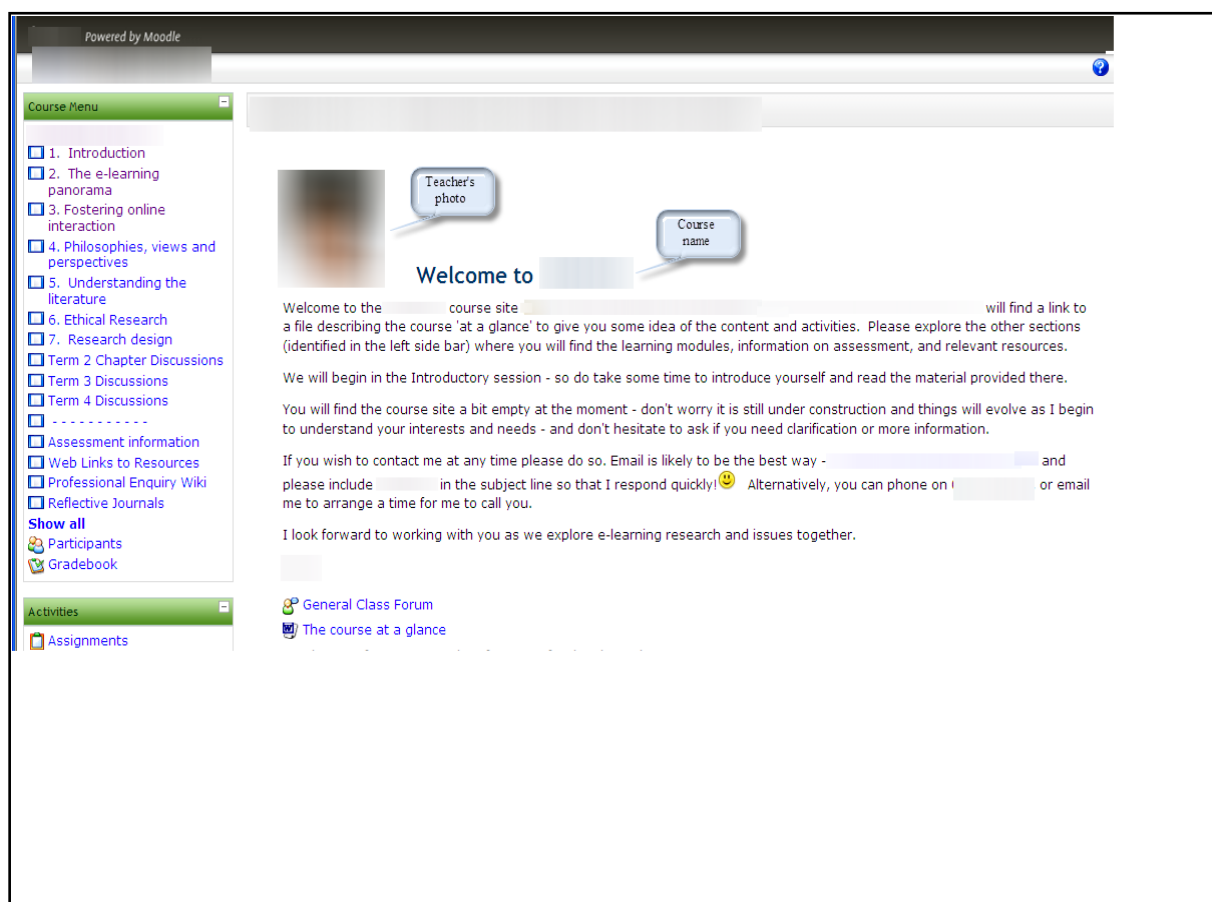 Powered by Moodle
Course Menu
1. Introduction
2. The e-learning
panorama
3. Fostering online
interaction
4. Philosophies, views and
perspectives
5. Understanding the
literature
6. Ethical Research
7. Research design
Term 2 Chapter Discussions
Term 3 Discussions
Term 4 Discussions
- - - - - - - - - - -
Assessment information
Web Links to Resources
Professional Enquiry Wiki
Reflective Journals
Show all
Participants
Gradebook
Activities
Assignments
Teacher's
photo
Course
name
Welcome to
Welcome to the course site will find a link to
a file describing the course 'at a glance' to give you some idea of the content and activities. Please explore the other sections
(identified in the left side bar) where you will find the learning modules, information on assessment, and relevant resources.
We will begin in the Introductory session - so do take some time to introduce yourself and read the material provided there.
You will find the course site a bit empty at the moment - don't worry it is still under construction and things will evolve as I begin
to understand your interests and needs - and don't hesitate to ask if you need clarification or more information.
If you wish to contact me at any time please do so. Email is likely to be the best way - and
please include in the subject line so that I respond quickly! Alternatively, you can phone on ( or email
me to arrange a time for me to call you.
I look forward to working with you as we explore e-learning research and issues together.
General Class Forum
The course at a glance